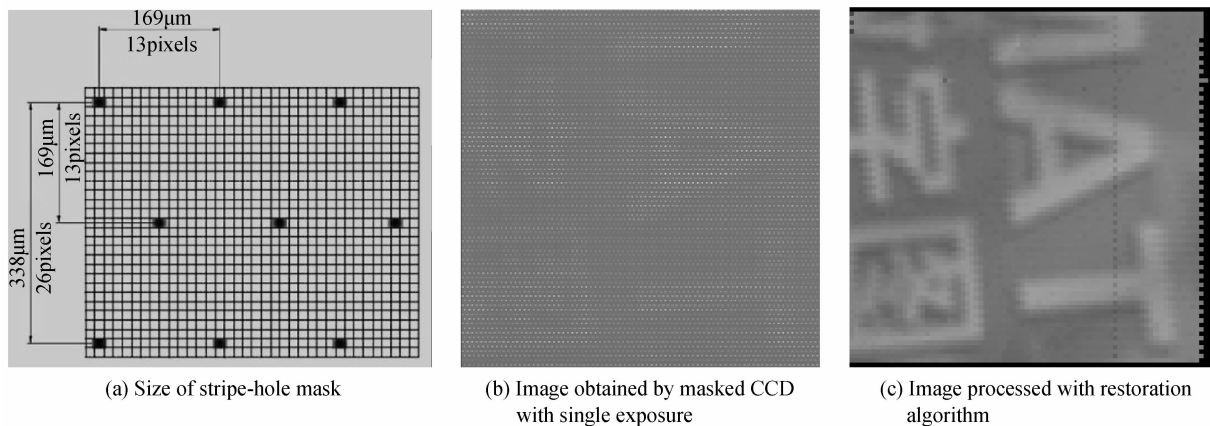 169μm
13pixels
169μm
13pixels
338μm
26pixels
A
T
(a) Size of stripe-hole mask
(b) Image obtained by masked CCD
with single exposure
(c) Image processed with restoration
algorithm